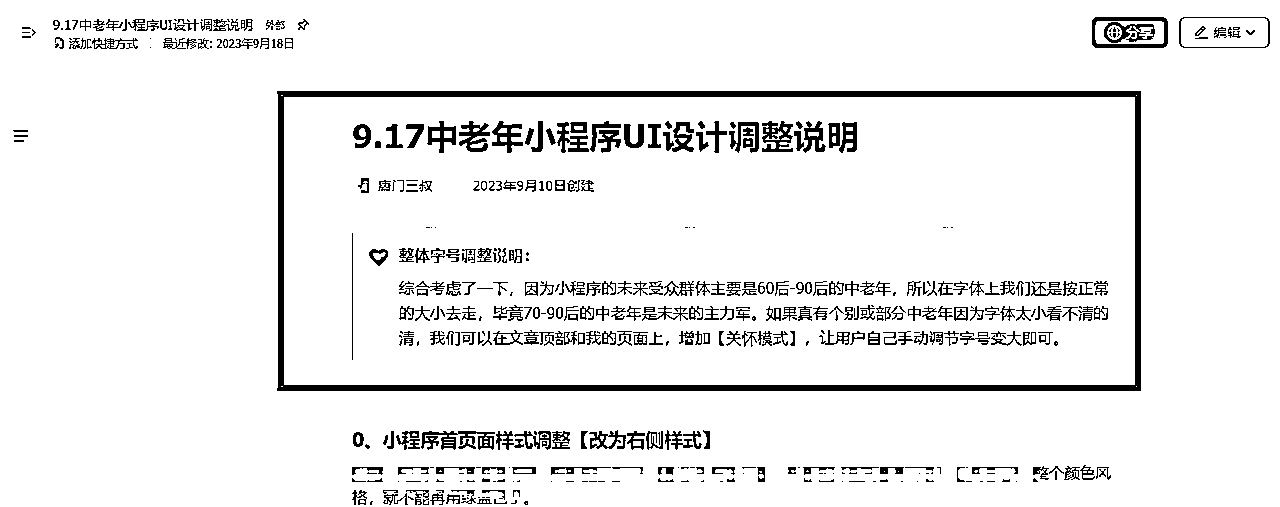 9.17中老年小程序UI设计调整说明 外部
添加快捷方式 最近修改: 2023年9月18日
分享
编辑
9.17中老年小程序UI设计调整说明
唐门三叔 2023年9月10日创建
整体字号调整说明：
综合考虑了一下，因为小程序的未来受众群体主要是60后-90后的中老年，所以在字体上我们还是按正常
的大小去走，毕竟70-90后的中老年是未来的主力军。如果真有个别或部分中老年因为字体太小看不清的
清，我们可以在文章顶部和我的页面上，增加【关怀模式】，让用户自己手动调节字号变大即可。
0、小程序首页面样式调整【改为右侧样式】
整个颜色风
格，就不能再用绿蓝色了。